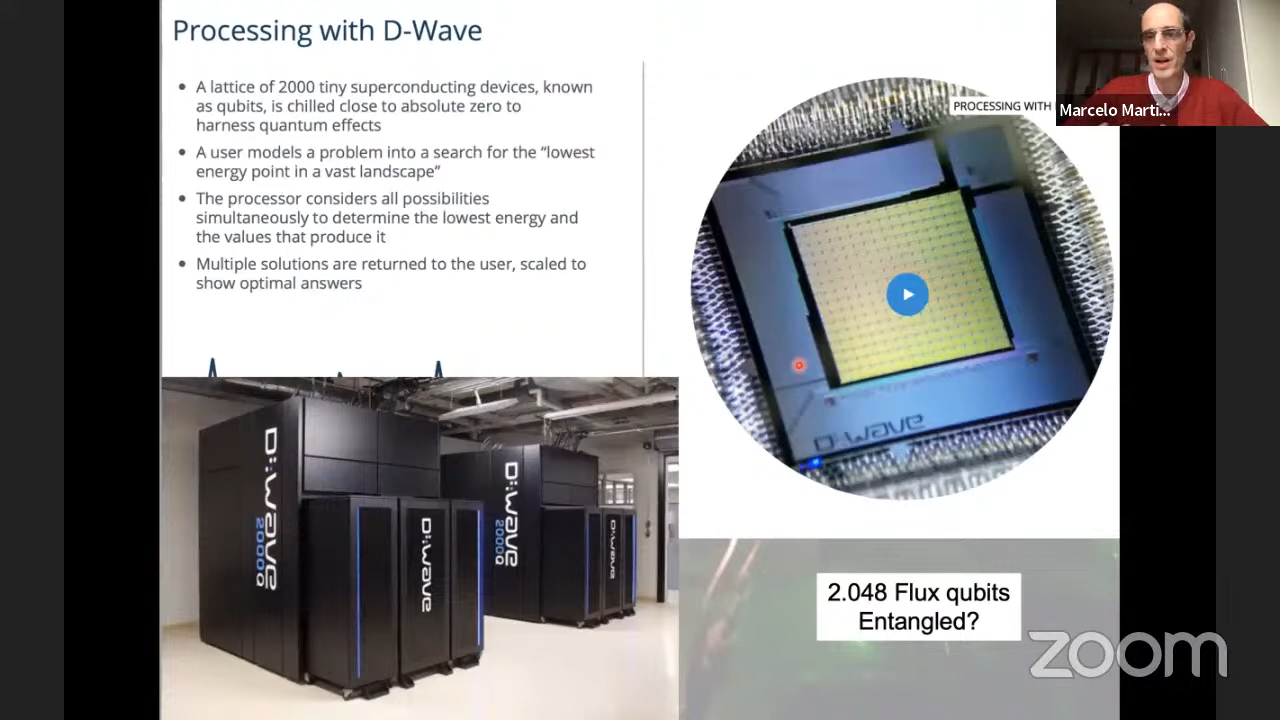 Processing with D-Wave
A lattice of 2000 tiny superconducting devices, known
as qubits, is chilled close to absolute zero to
harness quantum effects
A user models a problem into a search for the “lowest
energy point in a vast landscape”
The processor considers all possibilities
simultaneously to determine the lowest energy and
the values that produce it
Multiple solutions are returned to the user, scaled to
show optimal answers
PROCESSING WITH
Marcelo Marti...
D:WAVE
D:WAVE
2000Q
D:WAVE
D:WAVE
2000Q
D:WAVE
2.048 Flux qubits
Entangled?
zoom